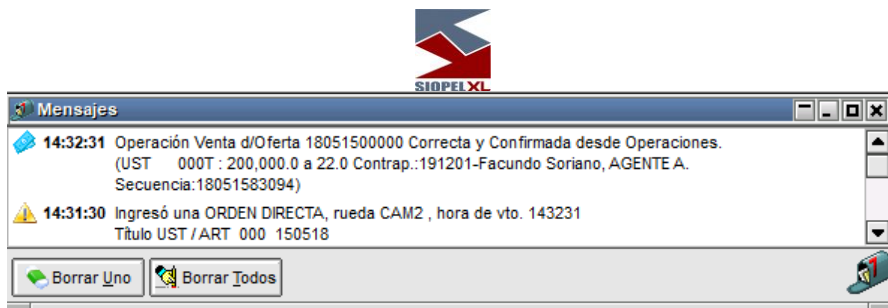 SIOPEL XL
Mensajes
14:32:31 Operación Venta d/Oferta 18051500000 Correcta y Confirmada desde Operaciones.
(UST 000T : 200,000.0 a 22.0 Contrap.:191201-Facundo Soriano, AGENTE A.
Secuencia:18051583094)
14:31:30 Ingresó una ORDEN DIRECTA, rueda CAM2 , hora de vto. 143231
Título UST / ART 000 150518
Borrar Uno Borrar Todos